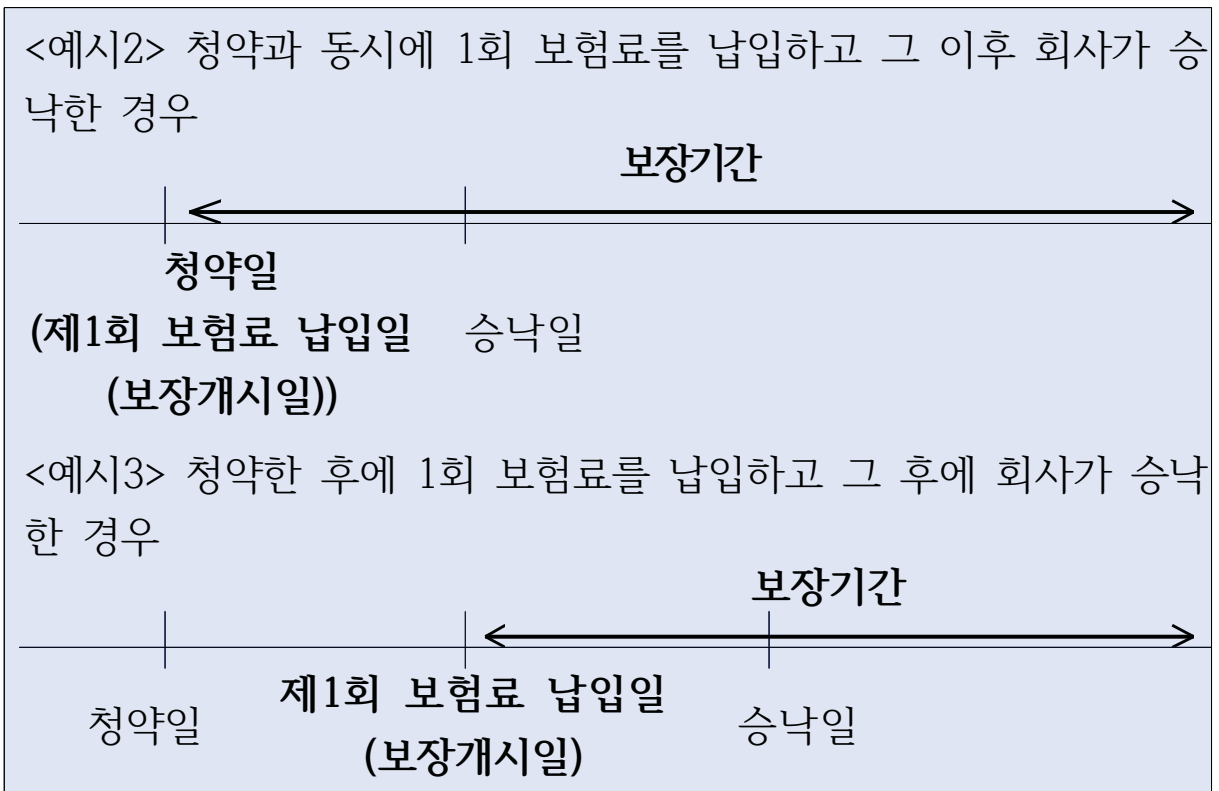 <예시2> 청약과 동시에 1회 보험료를 납입하고 그 이후 회사가 승
낙한 경우
보장기간
청약일
(제1회 보험료 납입일 승낙일
(보장개시일))
<예시3> 청약한 후에 1회 보험료를 납입하고 그 후에 회사가 승낙
한 경우
보장기간
제1회 보험료 납입일
청약일 승낙일
(보장개시일)